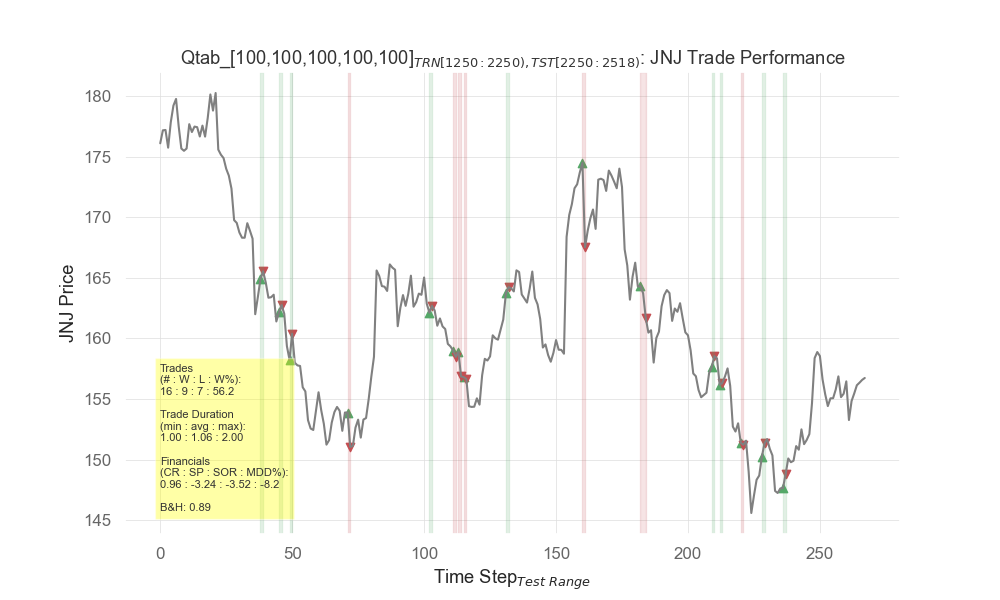 Qtab_[100,100,100,100,100]TRN[1250:2250),TST[2250:2518): JNJ Trade Performance
180
175
170
165
160
155
150
145
JNJ Price
Trades
(# : W : L : W%):
16 : 9 : 7 : 56.2
Trade Duration
(min : avg : max):
1.00 : 1.06 : 2.00
Financials
(CR : SP : SOR : MDD%):
0.96 : -3.24 : -3.52 : -8.2
B&H: 0.89
0 50 100 150 200 250
Time Step Test Range